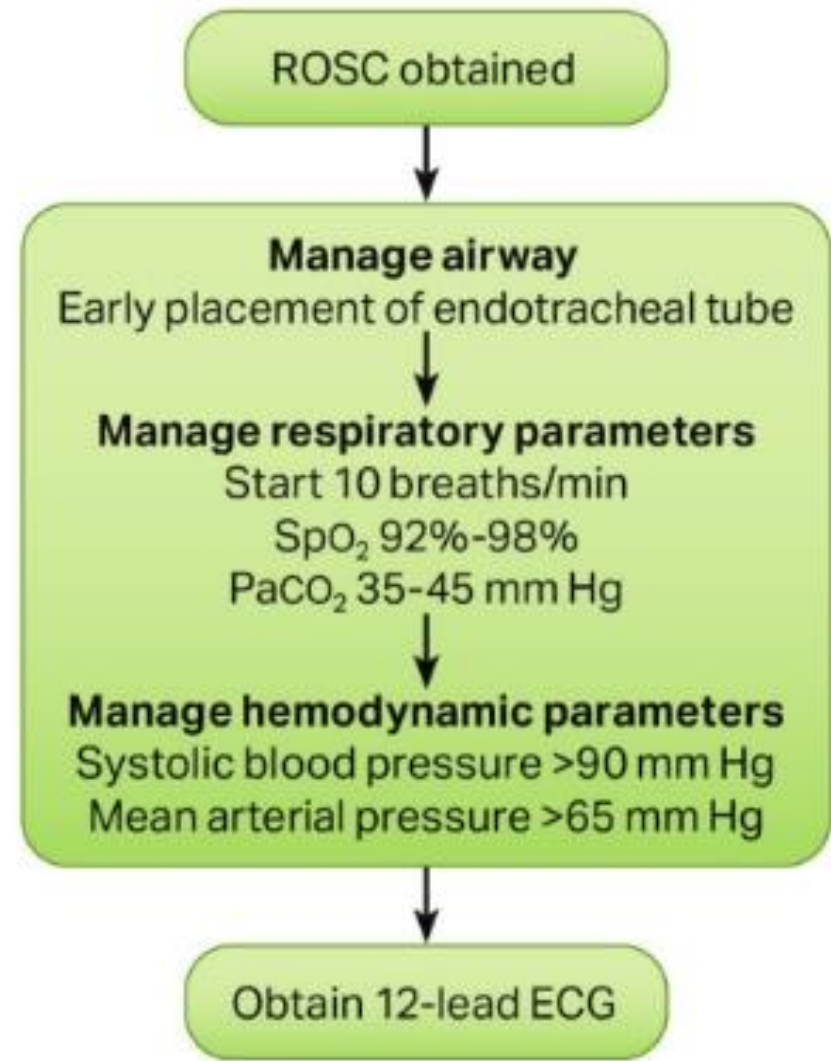 ROSC obtained
Manage airway
Early placement of endotracheal tube
Manage respiratory parameters
Start 10 breaths/min
SpO₂ 92%-98%
PaCO₂ 35-45 mm Hg
Manage hemodynamic parameters
Systolic blood pressure >90 mm Hg
Mean arterial pressure >65 mm Hg
Obtain 12-lead ECG